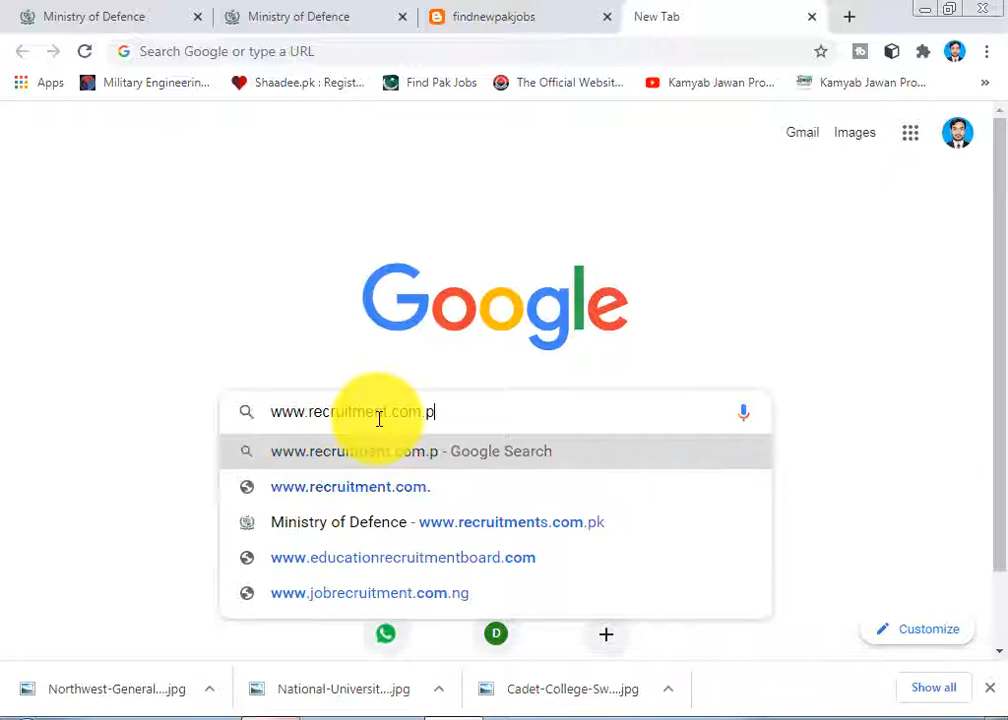 Ministry of Defence
Ministry of Defence
findnewpakjobs
New Tab
Search Google or type a URL
Apps
Military Engineerin...
Shaadee.pk : Regist...
Find Pak Jobs
The Official Websit...
Kamyab Jawan Pro...
Kamyab Jawan Pro...
»
Gmail Images
Google
www.recruitment.com.p
www.recruitment.com.p - Google Search
www.recruitment.com.
Ministry of Defence - www.recruitments.com.pk
www.educationrecruitmentboard.com
www.jobrecruitment.com.ng
D
Customize
Northwest-General....jpg
National-Universit....jpg
Cadet-College-Sw....jpg
Show all